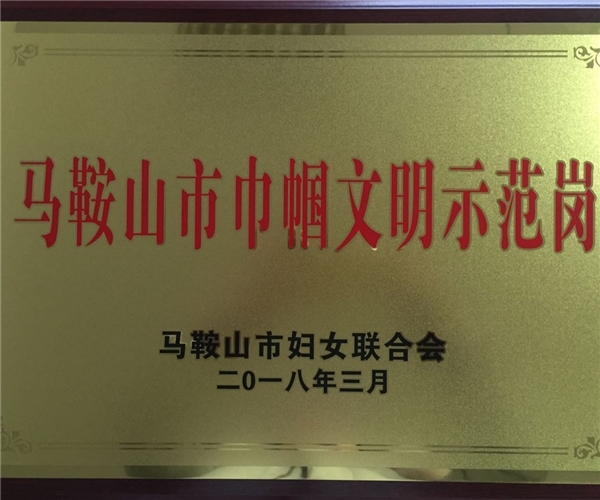 马鞍山市巾帼文明示范岗
马鞍山市妇女联合会
二0一八年三月